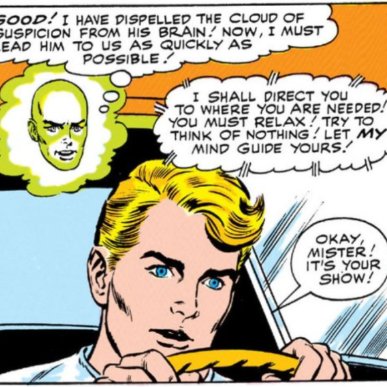 GOOD! I HAVE DISPELLED THE CLOUD OF
SUSPICION FROM HIS BRAIN! NOW, I MUST
LEAD HIM TO US AS QUICKLY AS
POSSIBLE!
I SHALL DIRECT YOU
TO WHERE YOU ARE NEEDED!
YOU MUST RELAX! TRY TO
THINK OF NOTHING! LET MY
MIND GUIDE YOURS!
OKAY,
MISTER!
IT'S YOUR
SHOW!